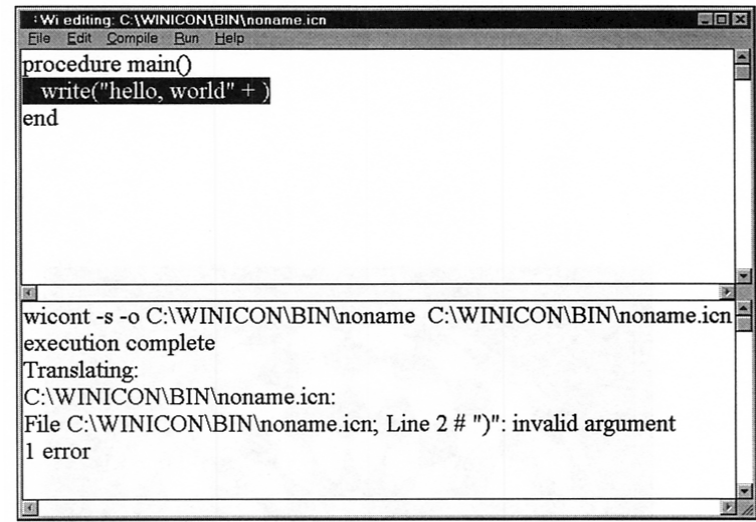 Wi editing: C:\WINICON\BIN\noname.icn
File Edit Compile Run Help
procedure main()
write("hello, world" + )
end
wicont -s -o C:\WINICON\BIN\noname C:\WINICON\BIN\noname.icn
execution complete
Translating:
C:\WINICON\BIN\noname.icn:
File C:\WINICON\BIN\noname.icn; Line 2 # ")": invalid argument
1 error